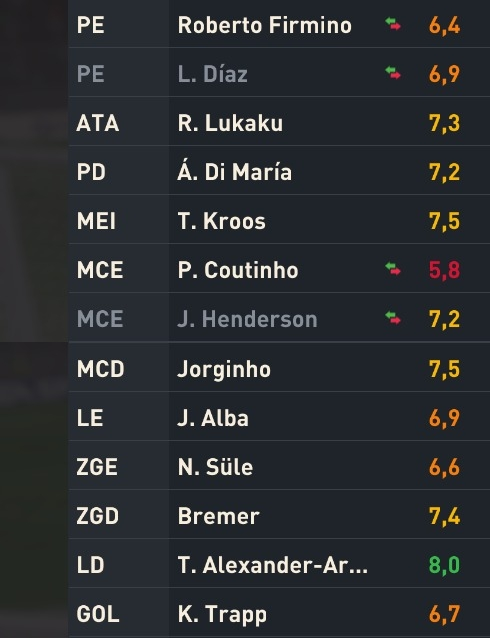 PE Roberto Firmino 6,4
PE L. Díaz 6,9
ATA R. Lukaku 7,3
PD Á. Di María 7,2
MEI T. Kroos 7,5
MCE P. Coutinho 5,8
MCE J. Henderson 7,2
MCD Jorginho 7,5
LE J. Alba 6,9
ZGE N. Süle 6,6
ZGD Bremer 7,4
LD T. Alexander-Ar... 8,0
GOL K. Trapp 6,7